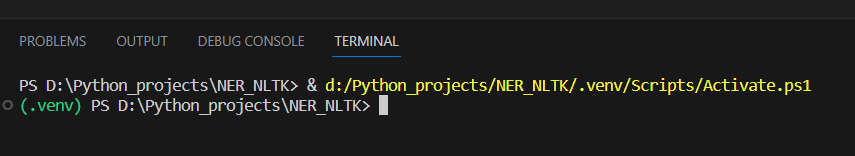 PROBLEMS OUTPUT DEBUG CONSOLE TERMINAL
PS D:\Python_projects\NER_NLTK> & d:/Python_projects/NER_NLTK/.venv/Scripts/Activate.ps1
(.venv) PS D:\Python_projects\NER_NLTK>